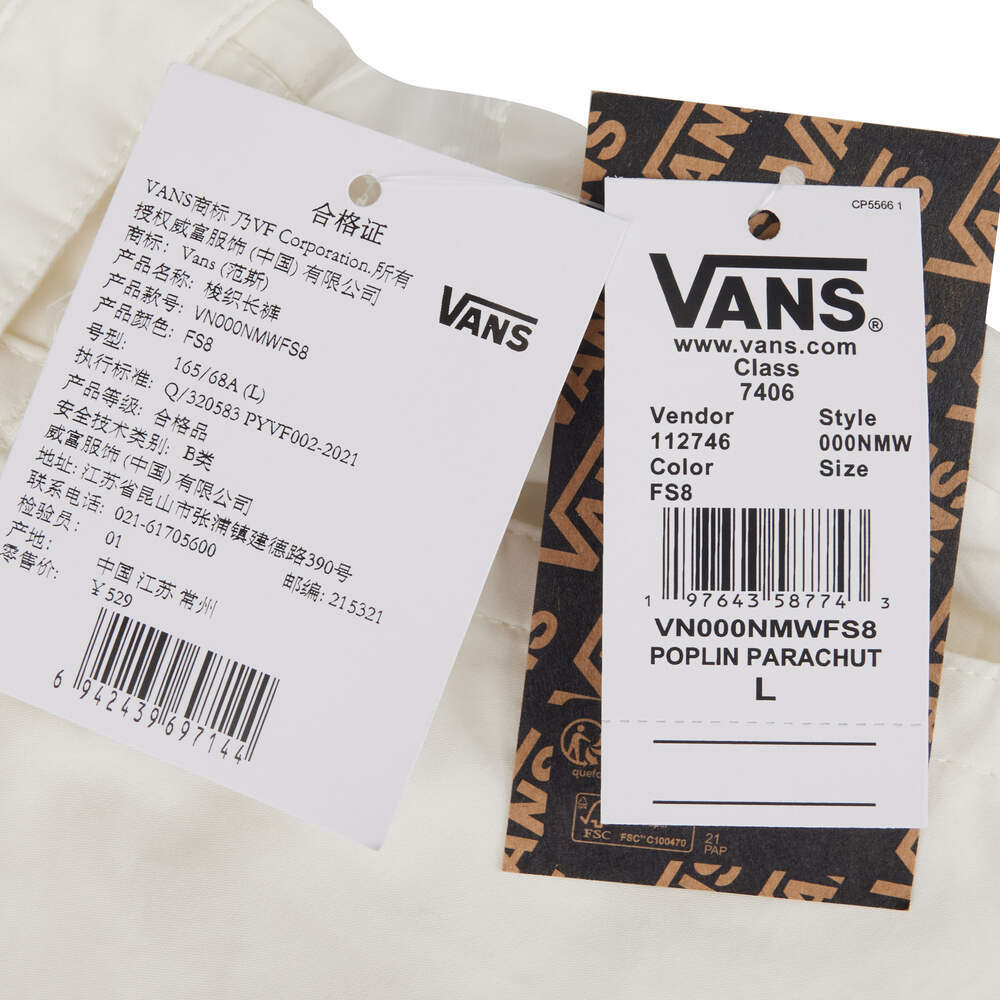 合格证
VANS商标 乃VF Corporation.所有
授权威富服饰 (中国) 有限公司
商标: Vans (范斯)
产品名称: 梭织长裤
产品款号: VN000NMWFS8
产品颜色: FS8
号型: 165/68A (L)
执行标准: Q/320583 PYVF002-2021
产品等级: 合格品
安全技术类别: B类
威富服饰 (中国) 有限公司
地址: 江苏省昆山市张浦镇建德路390号
联系电话: 021-61705600 邮编: 215321
检验员: 01
产地: 中国 江苏 常州
零售价: ¥ 529
6 942439 697144
VANS
CP5566 1
VANS®
www.vans.com
Class
7406
Vendor Style
112746 000NMW
Color Size
FS8
1 97643 58774 3
VN000NMWFS8
POPLIN PARACHUT
L
FSC
FSC™ C100470
21
PAP
VANS